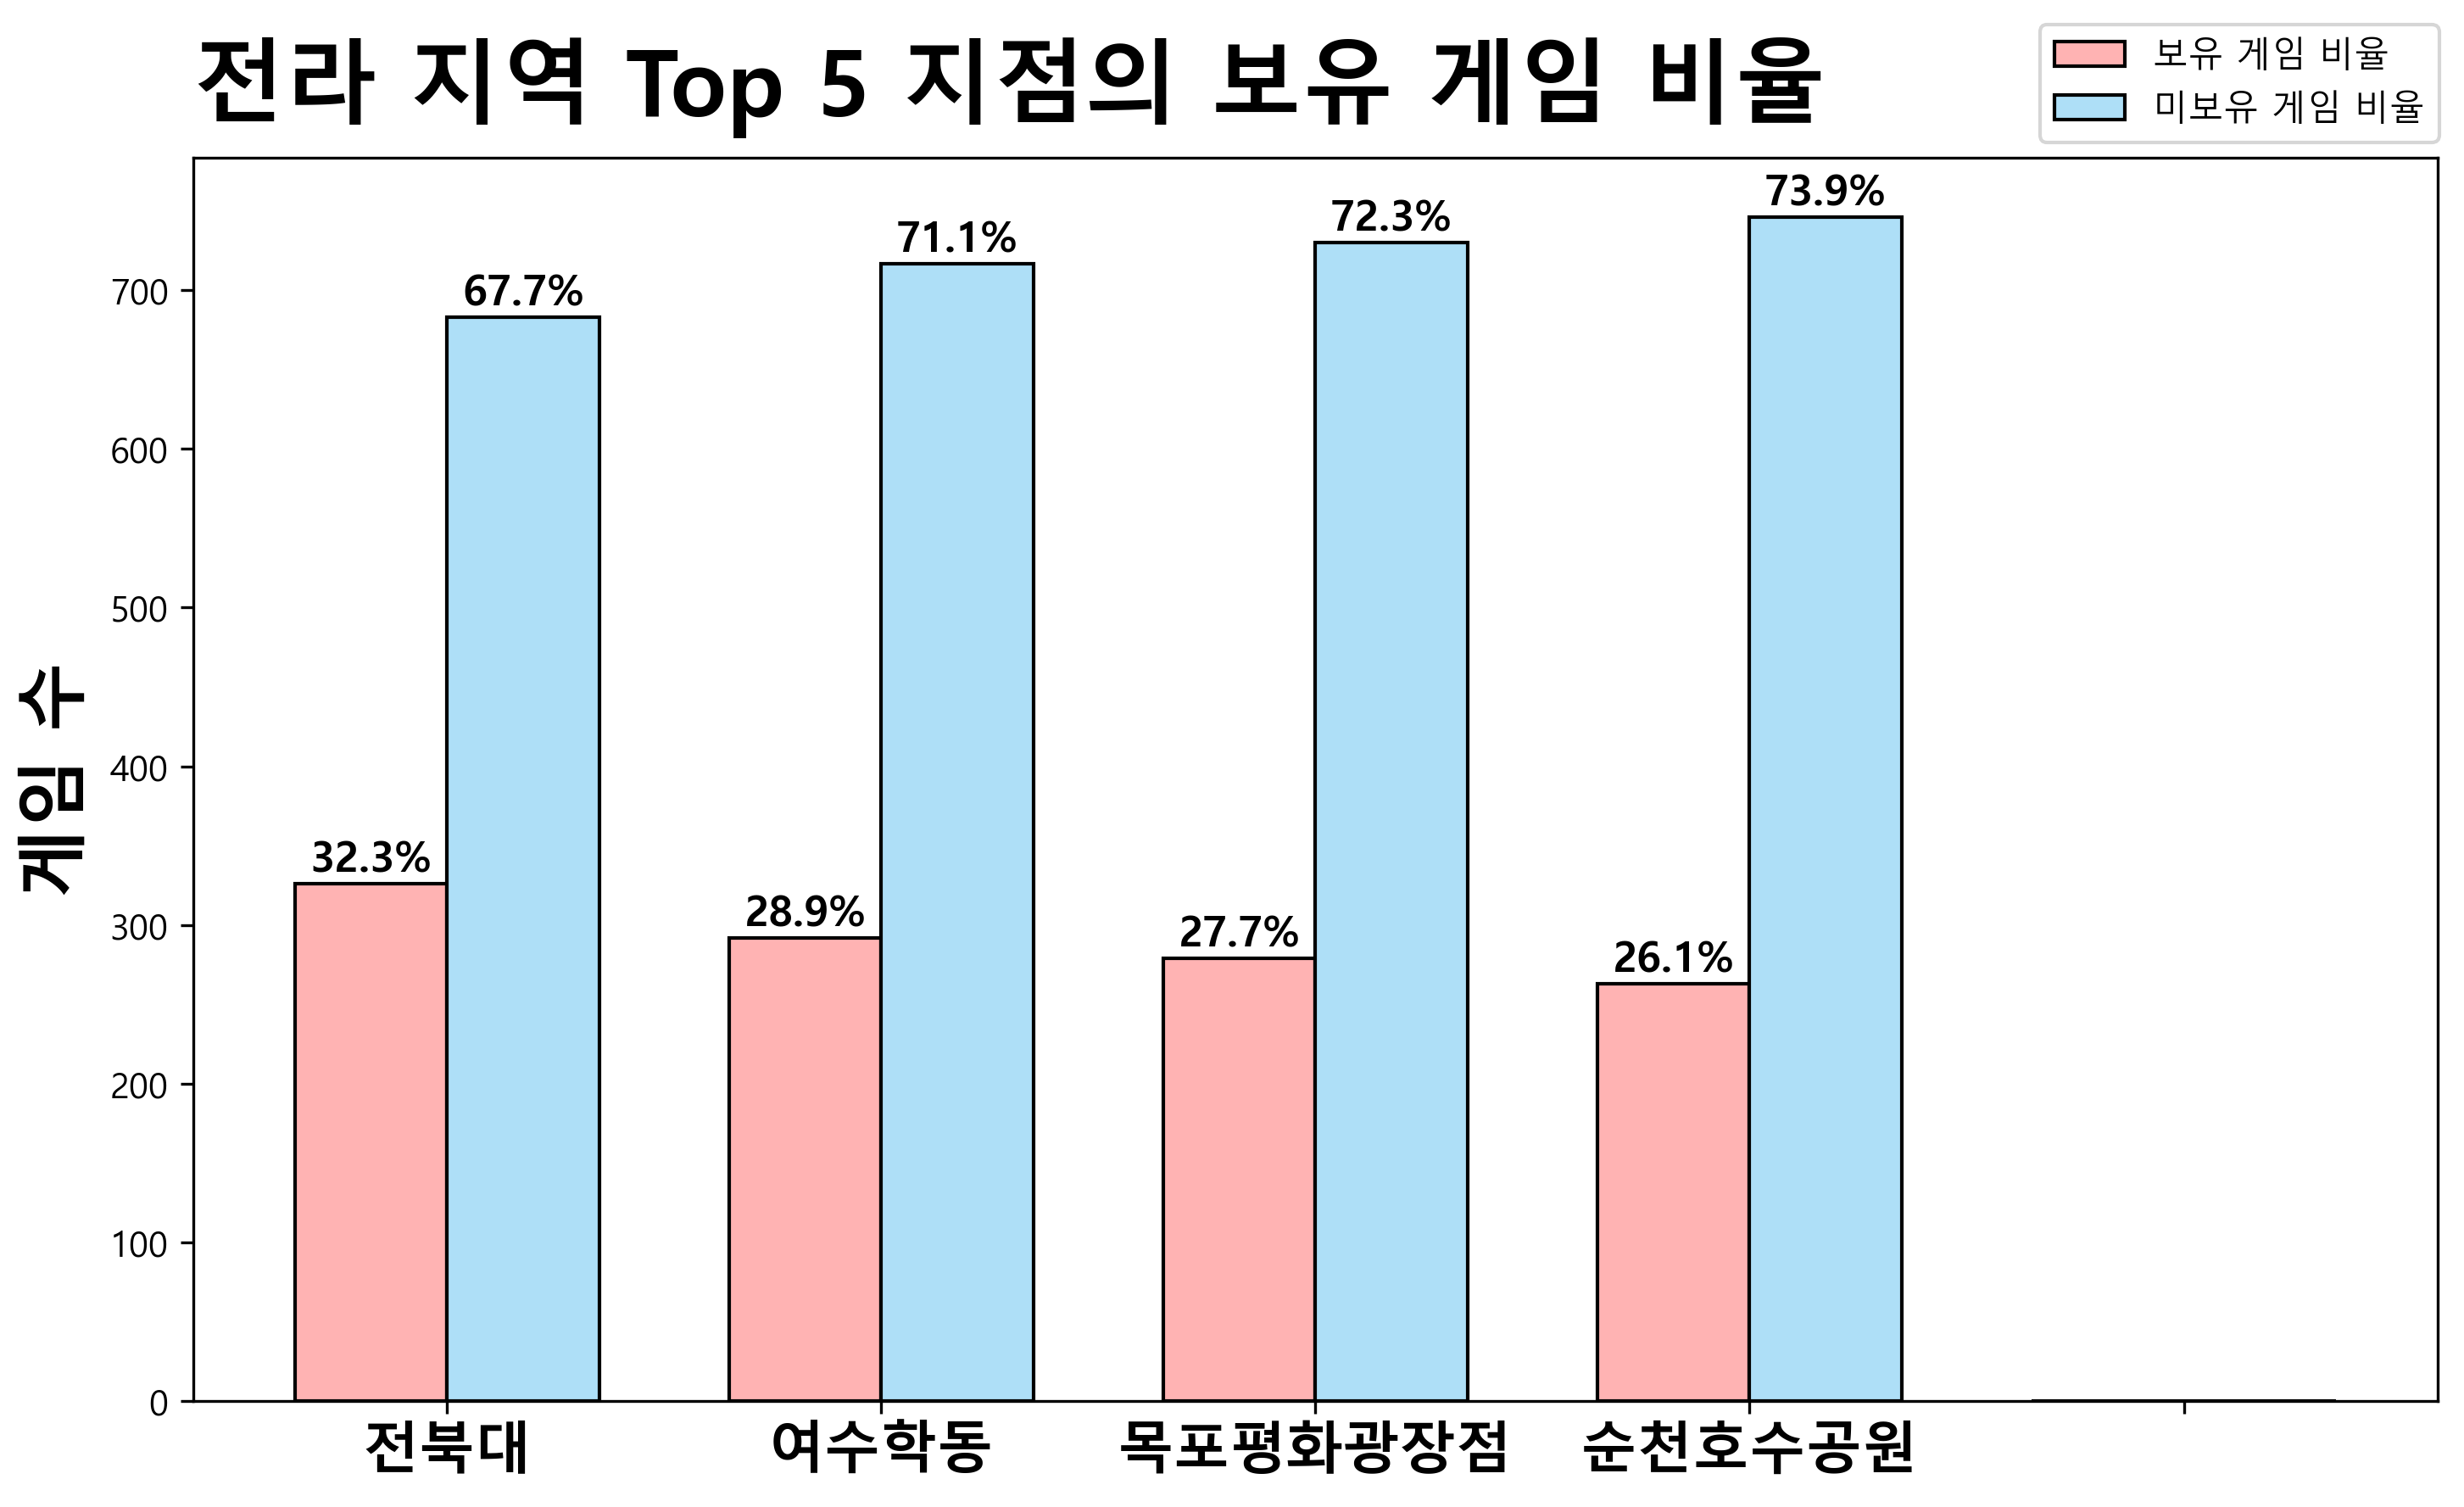 전라 지역 Top 5 지점의 보유 게임 비율
보유 게임 비율
미보유 게임 비율
게임 수
700
600
500
400
300
200
100
0
32.3%
67.7%
28.9%
71.1%
27.7%
72.3%
26.1%
73.9%
전북대
여수학동
목포평화광장점
순천호수공원